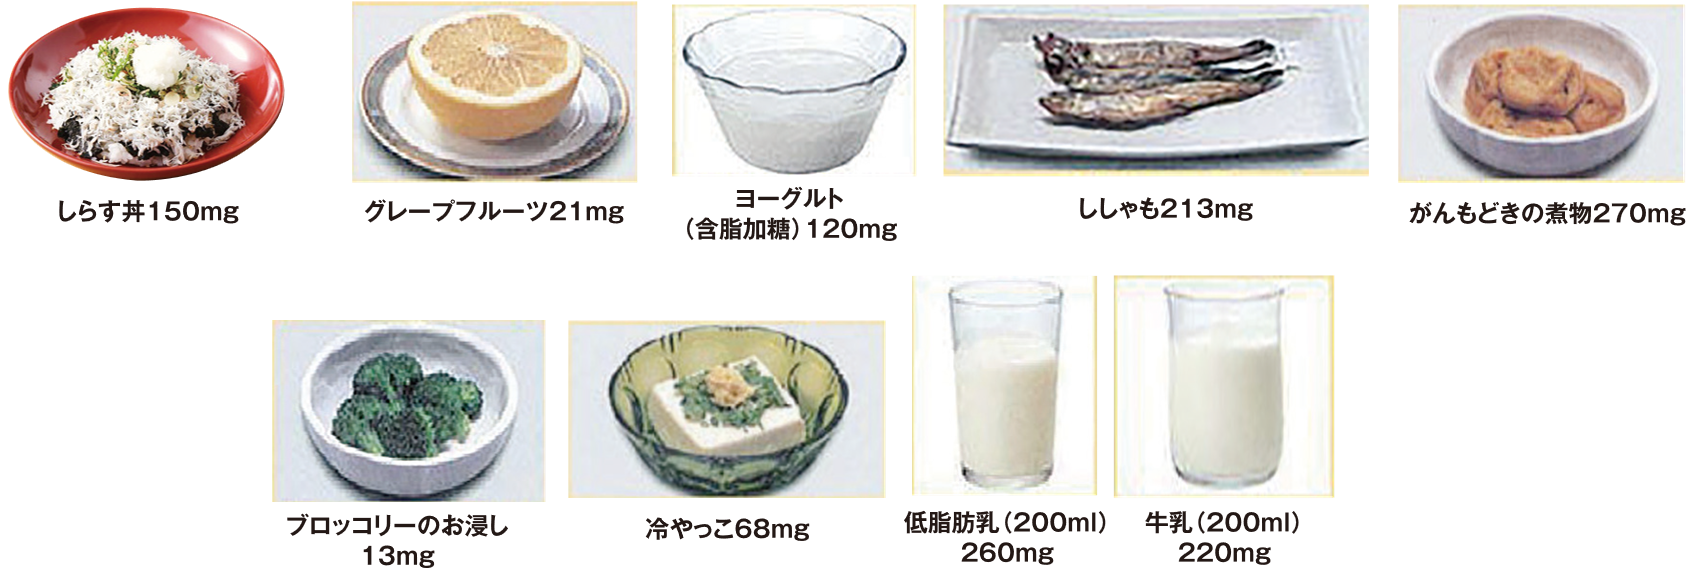 しらす丼150mg
グレープフルーツ21mg
ヨーグルト
（含脂加糖）120mg
ししゃも213mg
がんもどきの煮物270mg
ブロッコリーのお浸し
13mg
冷やっこ68mg
低脂肪乳（200ml）
260mg
牛乳（200ml）
220mg